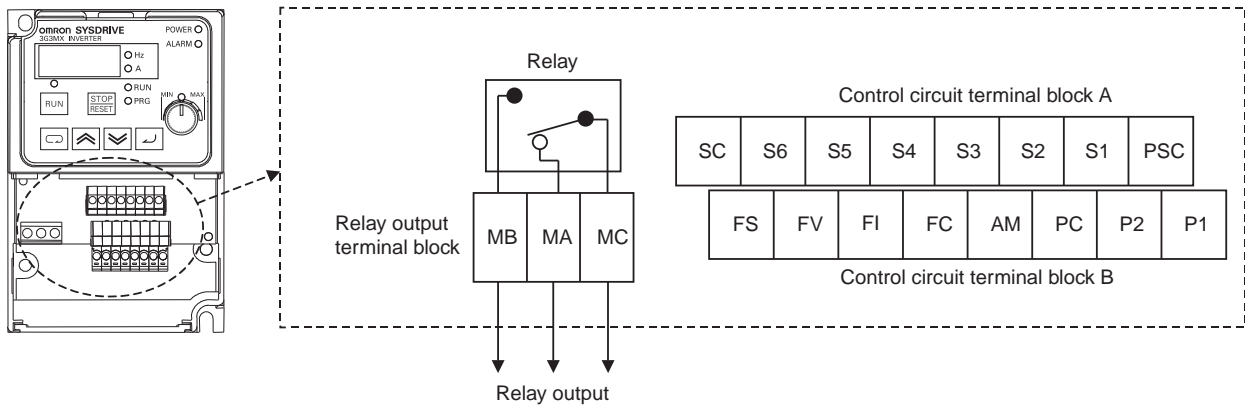 OMRON SYSDRIVE
3G3MX INVERTER
POWER
ALARM
Hz
A
RUN
PRG
RUN
STOP
RESET
MIN
MAX
Relay
Relay output
terminal block
MB MA MC
Relay output
Control circuit terminal block A
SC S6 S5 S4 S3 S2 S1 PSC
FS FV FI FC AM PC P2 P1
Control circuit terminal block B